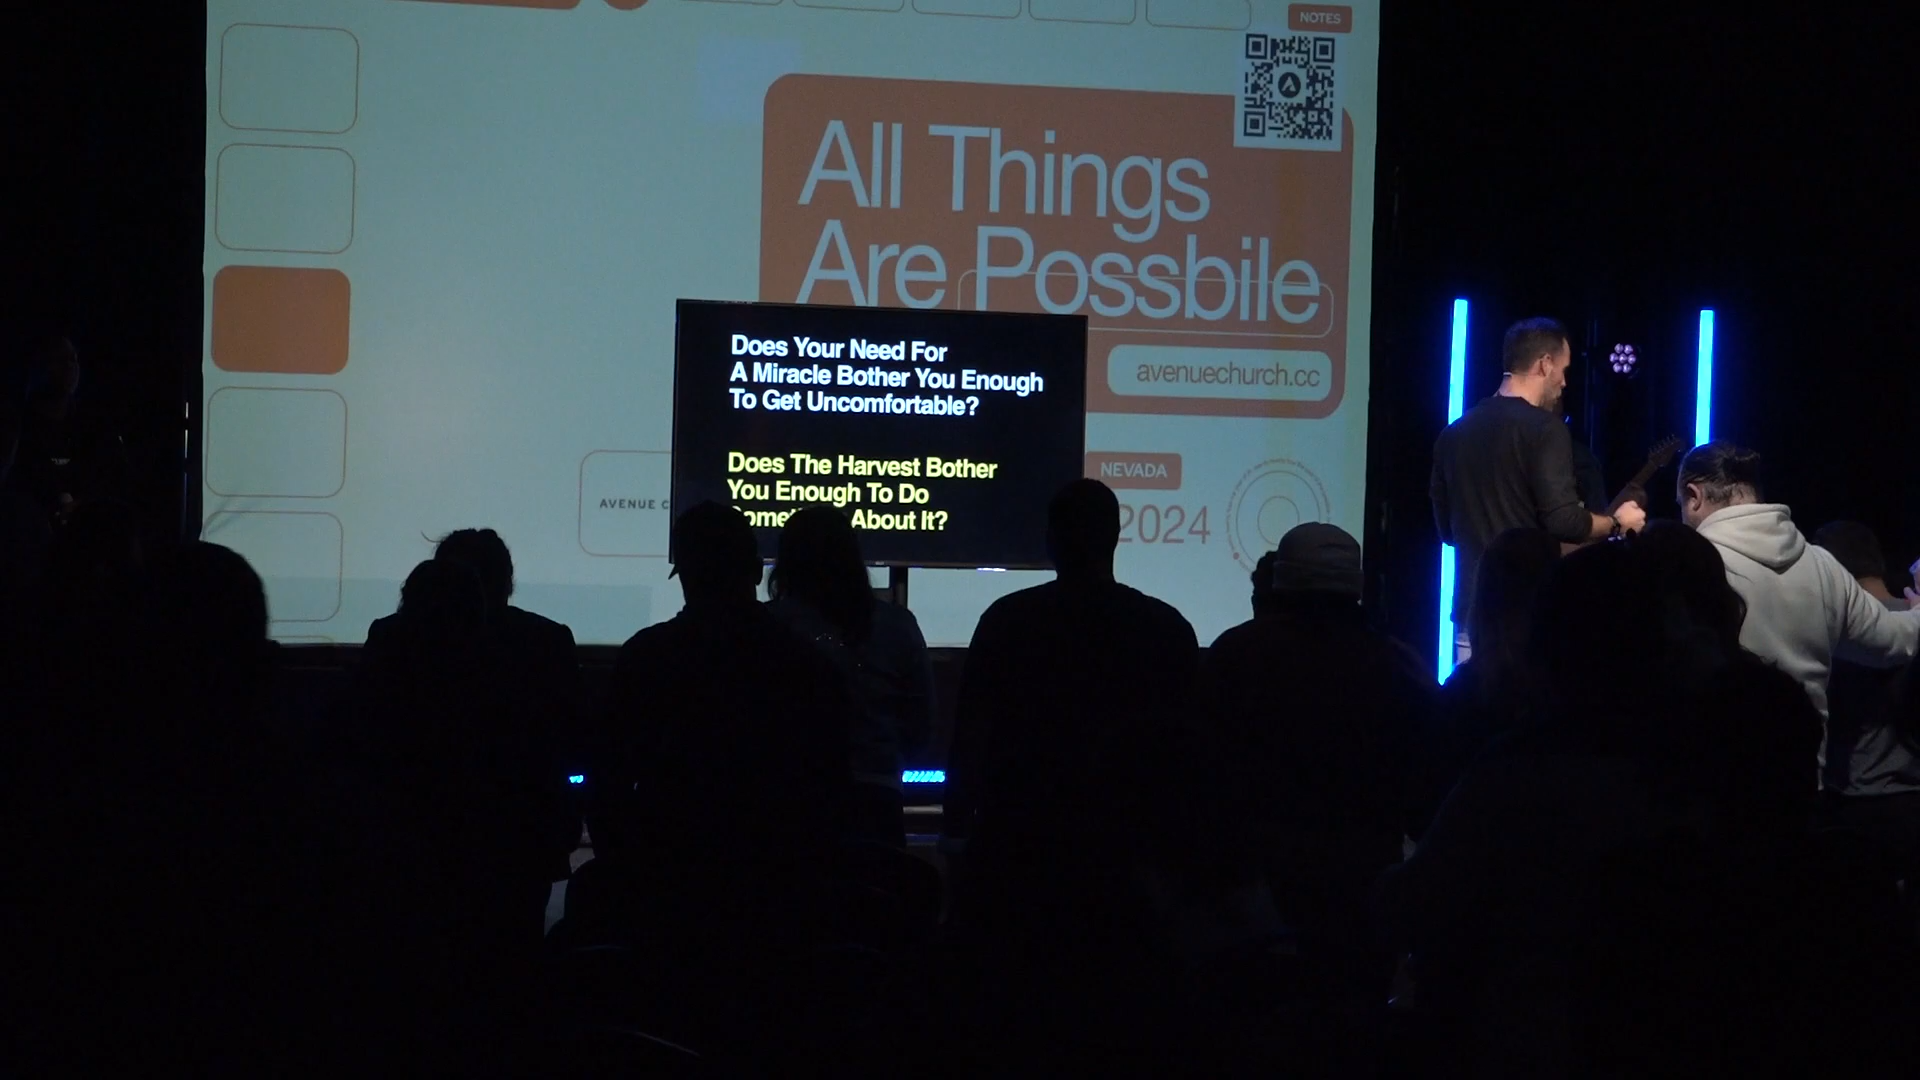 NOTES
All Things
Are Possbile
avenuechurch.cc
Does Your Need For
A Miracle Bother You Enough
To Get Uncomfortable?
Does The Harvest Bother
You Enough To Do
About It?
AVENUE C
NEVADA
2024